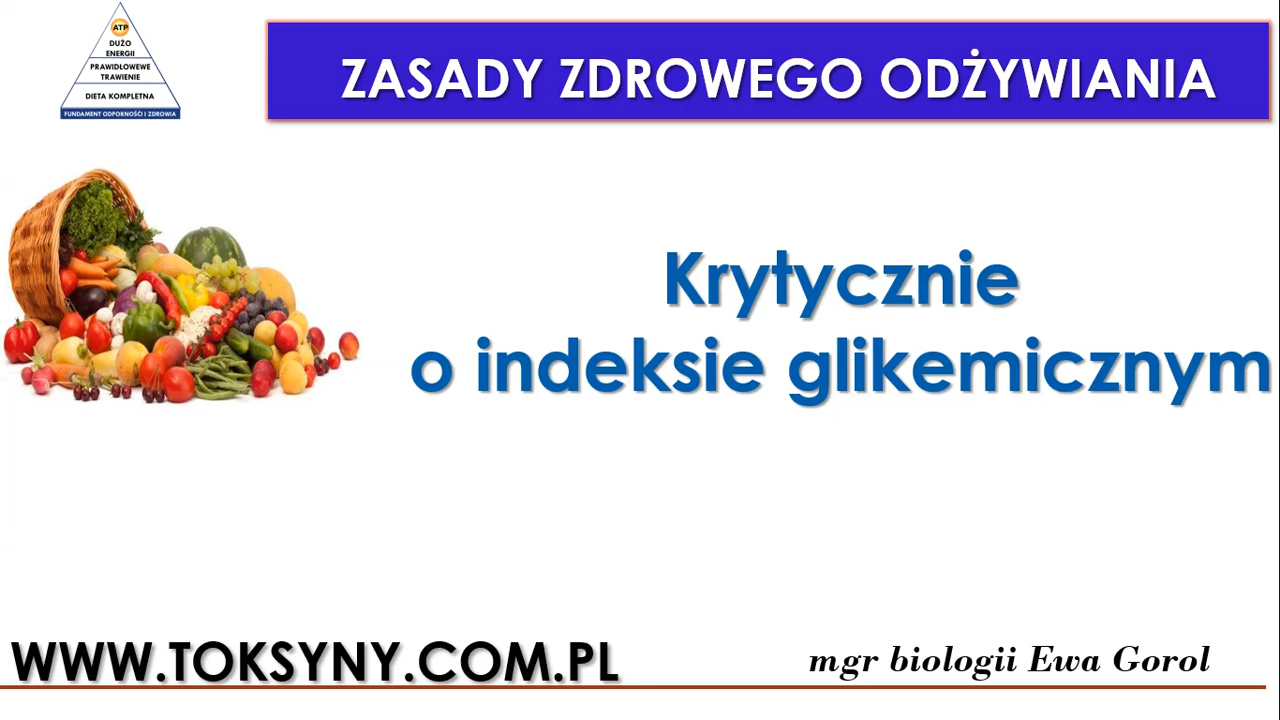 ATP
DUŻO
ENERGII
PRAWIDŁOWEWE
TRAWIENIE
DIETA KOMPLETNA
FUNDAMENT ODPORNOŚCI I ZDROWIA
ZASADY ZDROWEGO ODŻYWIANIA
Krytycznie
o indeksie glikemicznym
WWW.TOKSYNY.COM.PL
mgr biologii Ewa Gorol